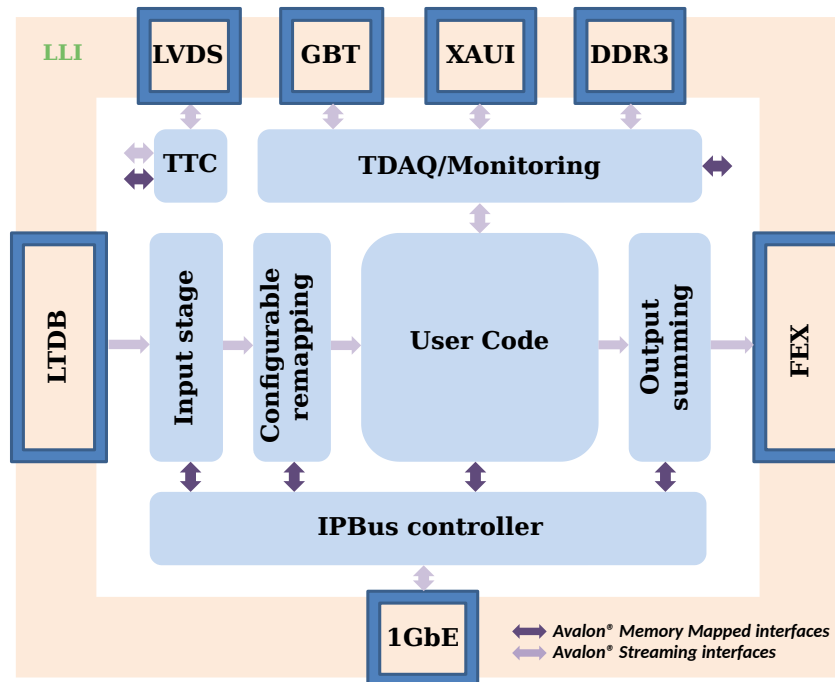 LLI
LVDS
GBT
XAUI
DDR3
TTC
TDAQ/Monitoring
LTDB
Input stage
Configurable
remapping
User Code
Output
summing
FEX
IPBus controller
1GbE
Avalon® Memory Mapped interfaces
Avalon® Streaming interfaces